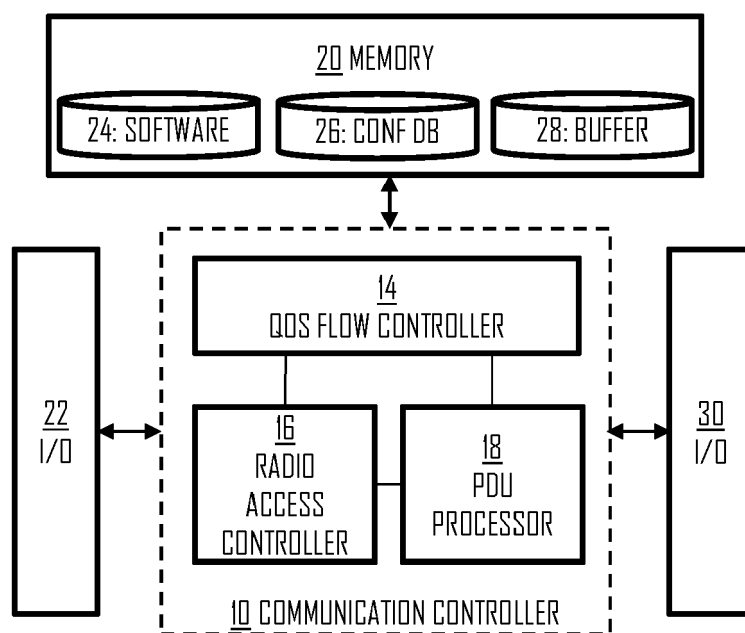 20 MEMORY
24: SOFTWARE
26: CONF DB
28: BUFFER
14
QOS FLOW CONTROLLER
22
I/O
16
RADIO
ACCESS
CONTROLLER
18
PDU
PROCESSOR
30
I/O
10 COMMUNICATION CONTROLLER